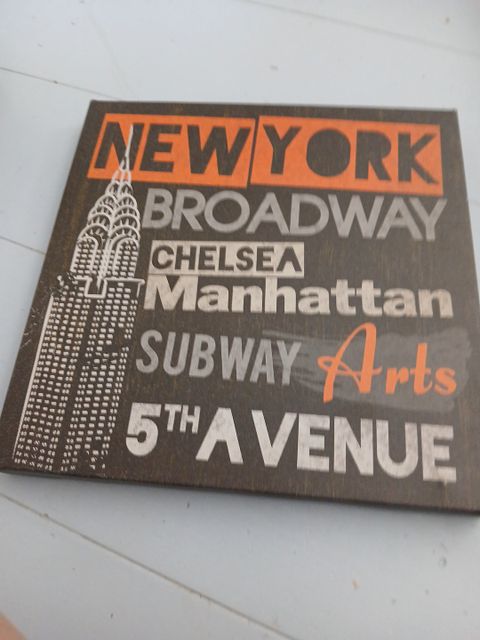 NEW YORK
BROADWAY
CHELSEA
Manhattan
SUBWAY Arts
5TH AVENUE